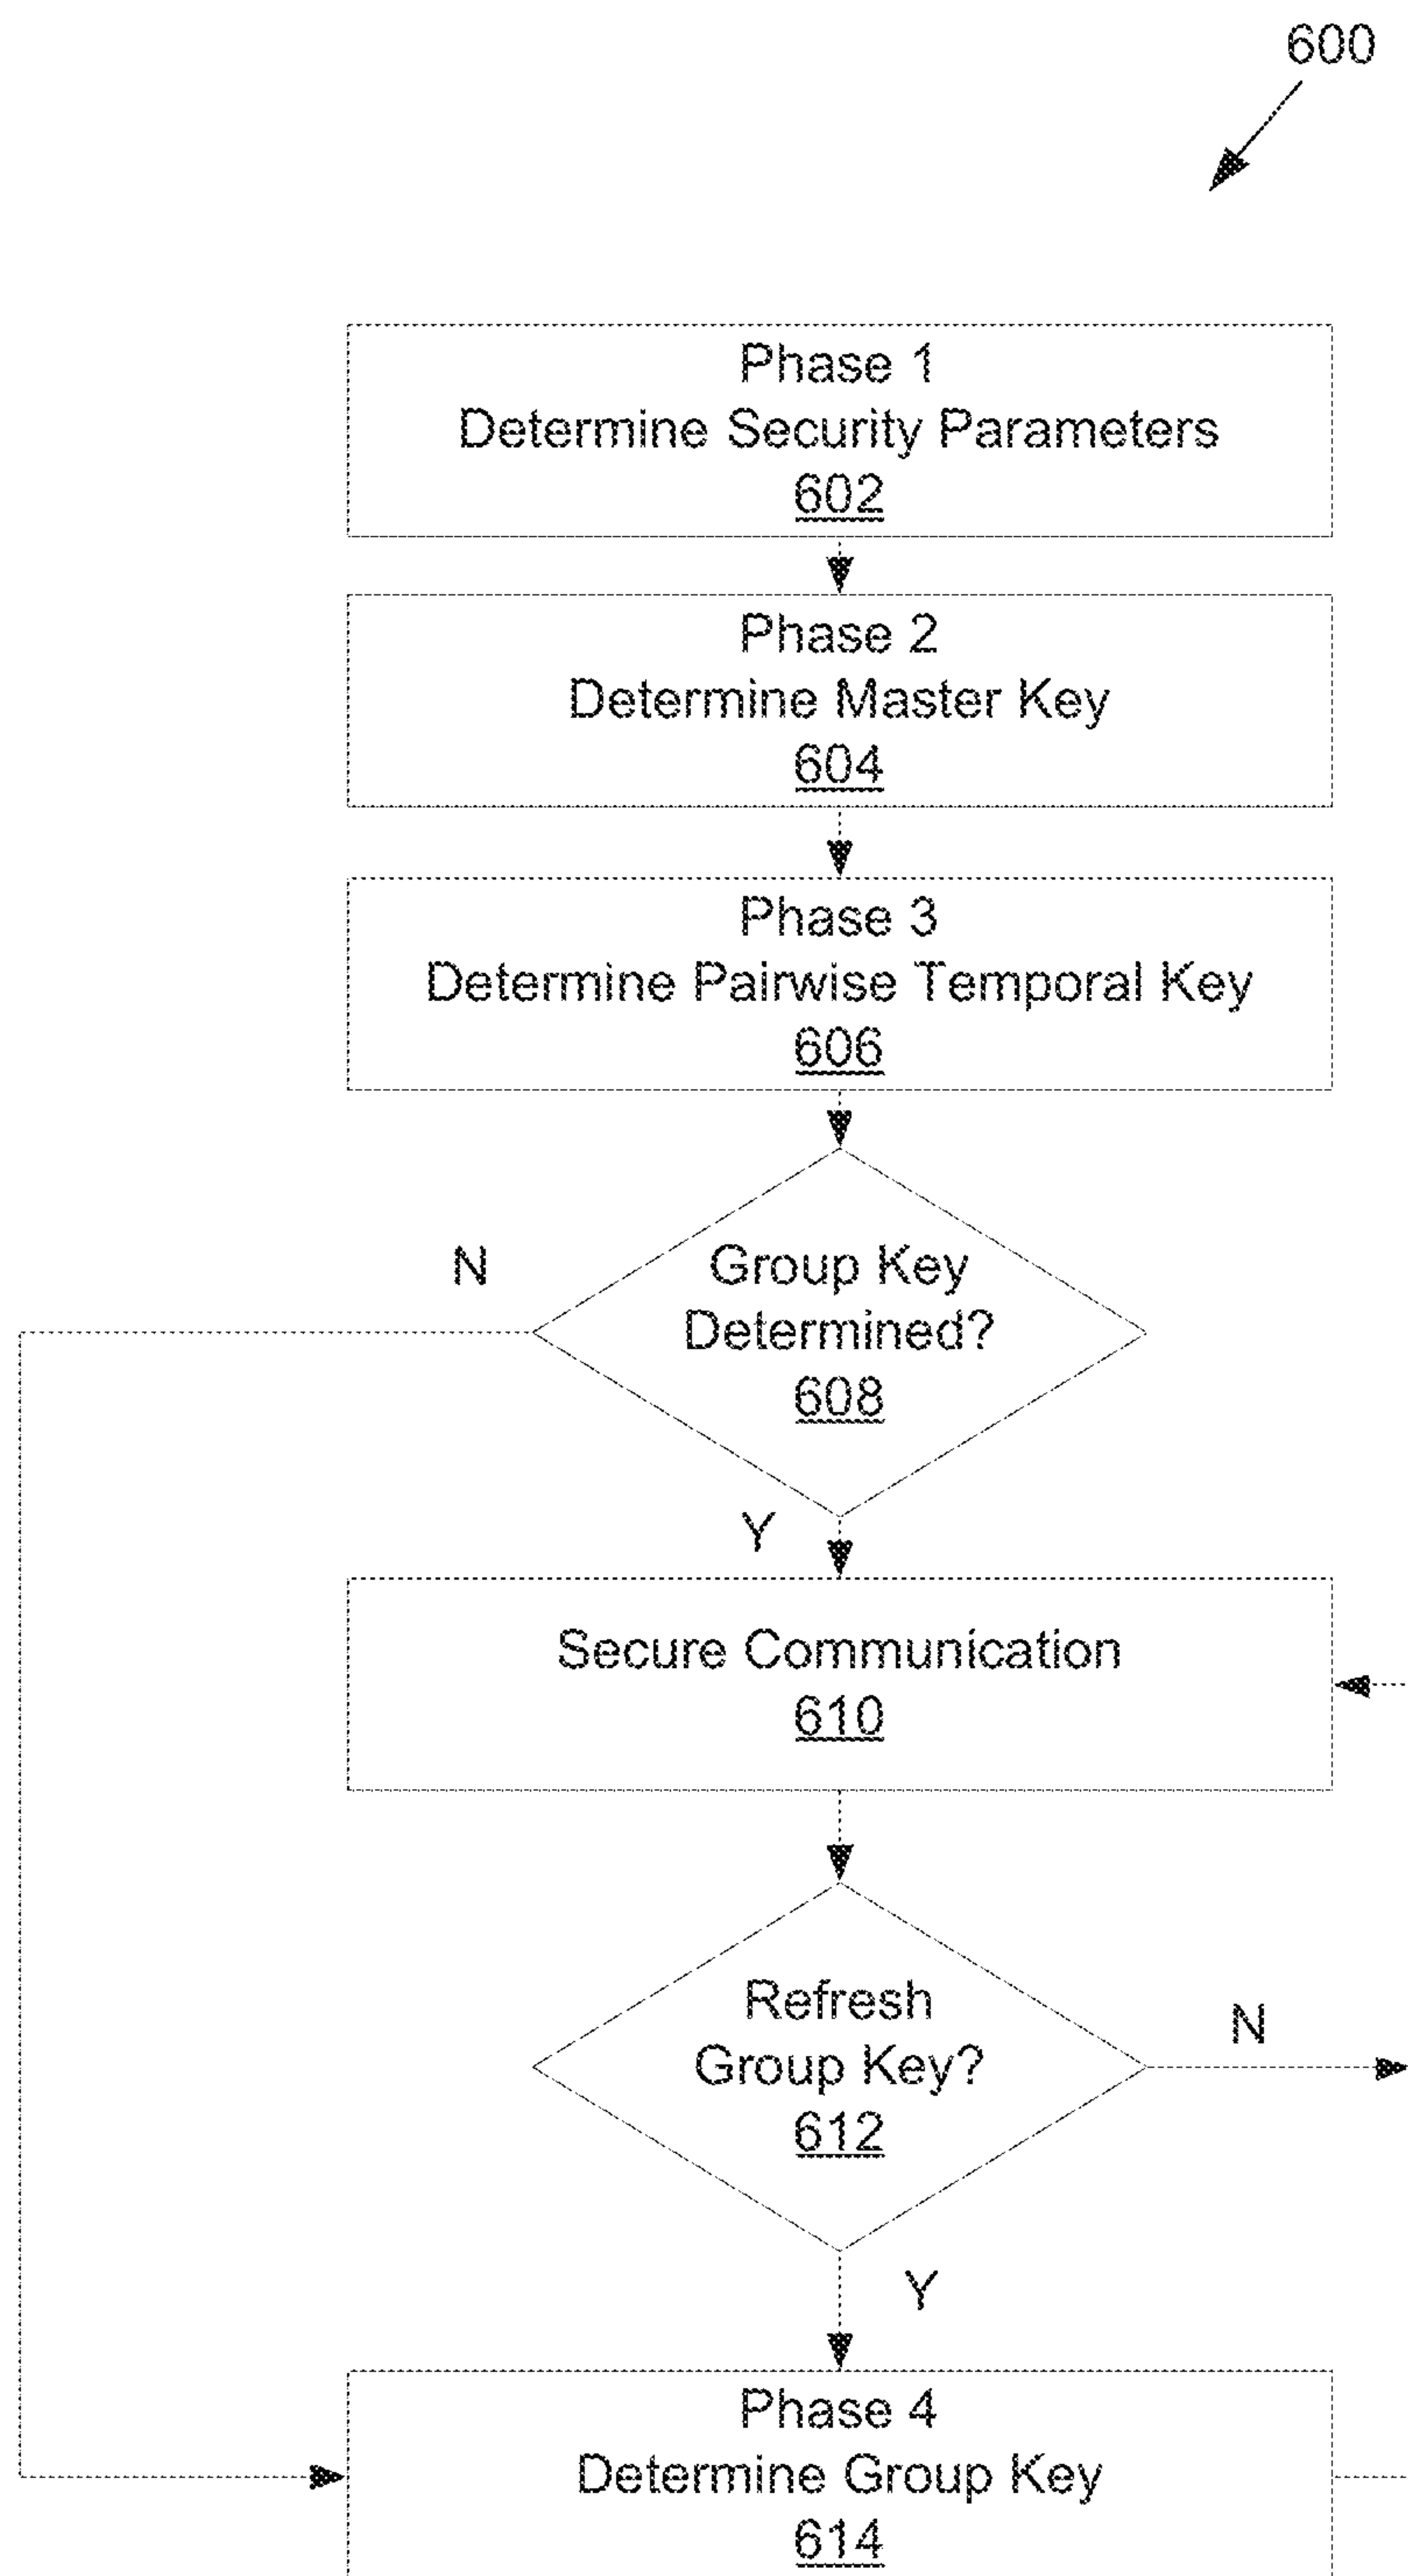 600
Phase 1
Determine Security Parameters
602
Phase 2
Determine Master Key
604
Phase 3
Determine Pairwise Temporal Key
606
N
Group Key
Determined?
608
Y
Secure Communication
610
Refresh
Group Key?
612
N
Y
Phase 4
Determine Group Key
614